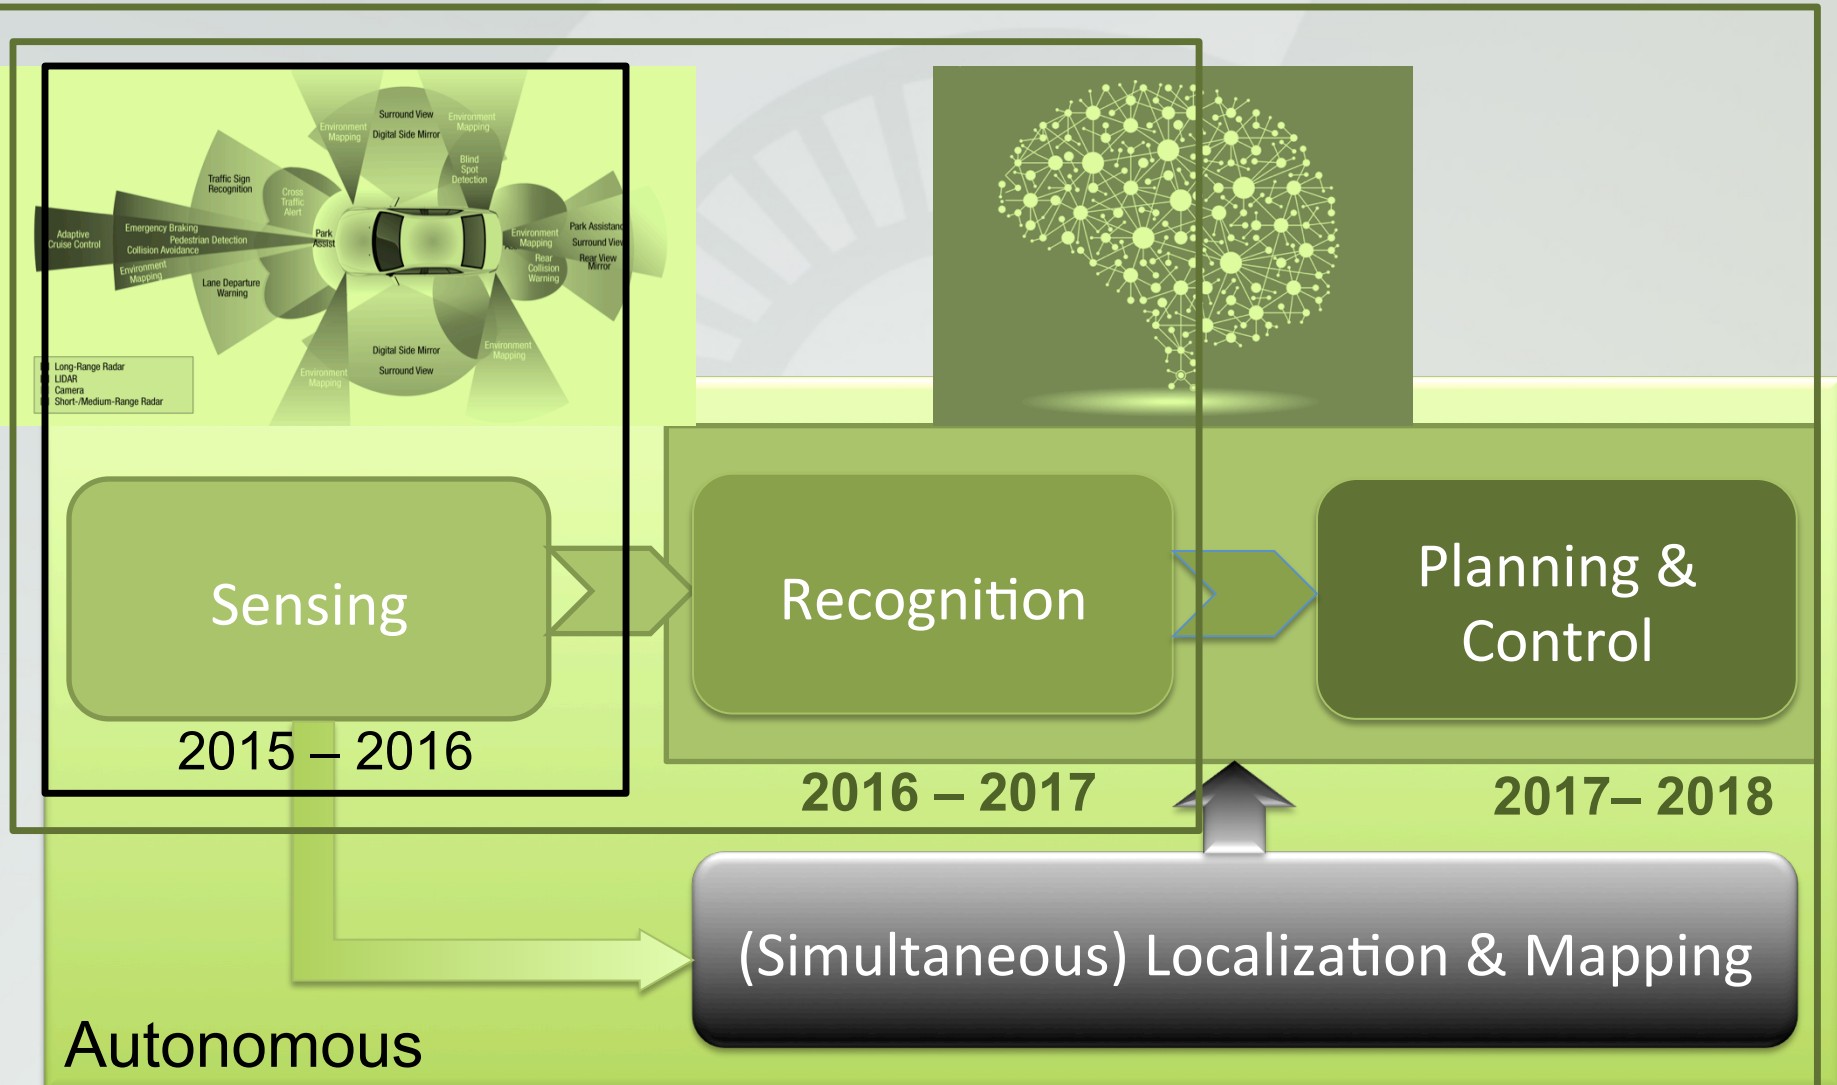 Surround View
Digital Side Mirror
Environment
Mapping
Environment
Mapping
Blind
Spot
Detection
Traffic Sign
Recognition
Cross
Traffic
Alert
Adaptive
Cruise Control
Emergency Braking
Pedestrian Detection
Collision Avoidance
Environment
Mapping
Park
Assist
Lane Departure
Warning
Environment
Mapping
Rear
Collision
Warning
Park Assistanc
Surround View
Rear View
Mirror
Digital Side Mirror
Surround View
Environment
Mapping
Environment
Mapping
Long-Range Radar
LIDAR
Camera
Short-/Medium-Range Radar
Sensing
Recognition
Planning &
Control
2015 – 2016
2016 – 2017
2017– 2018
(Simultaneous) Localization & Mapping
Autonomous